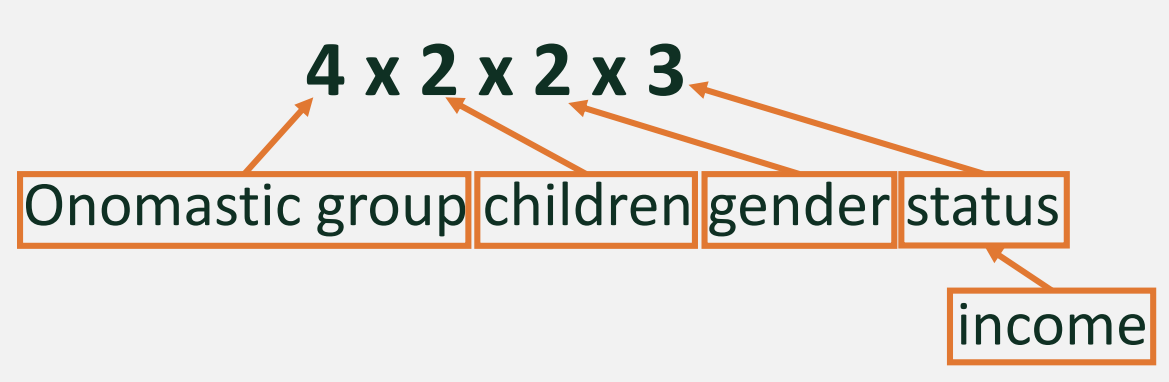 4 x 2 x 2 x 3
Onomastic group children gender status
income